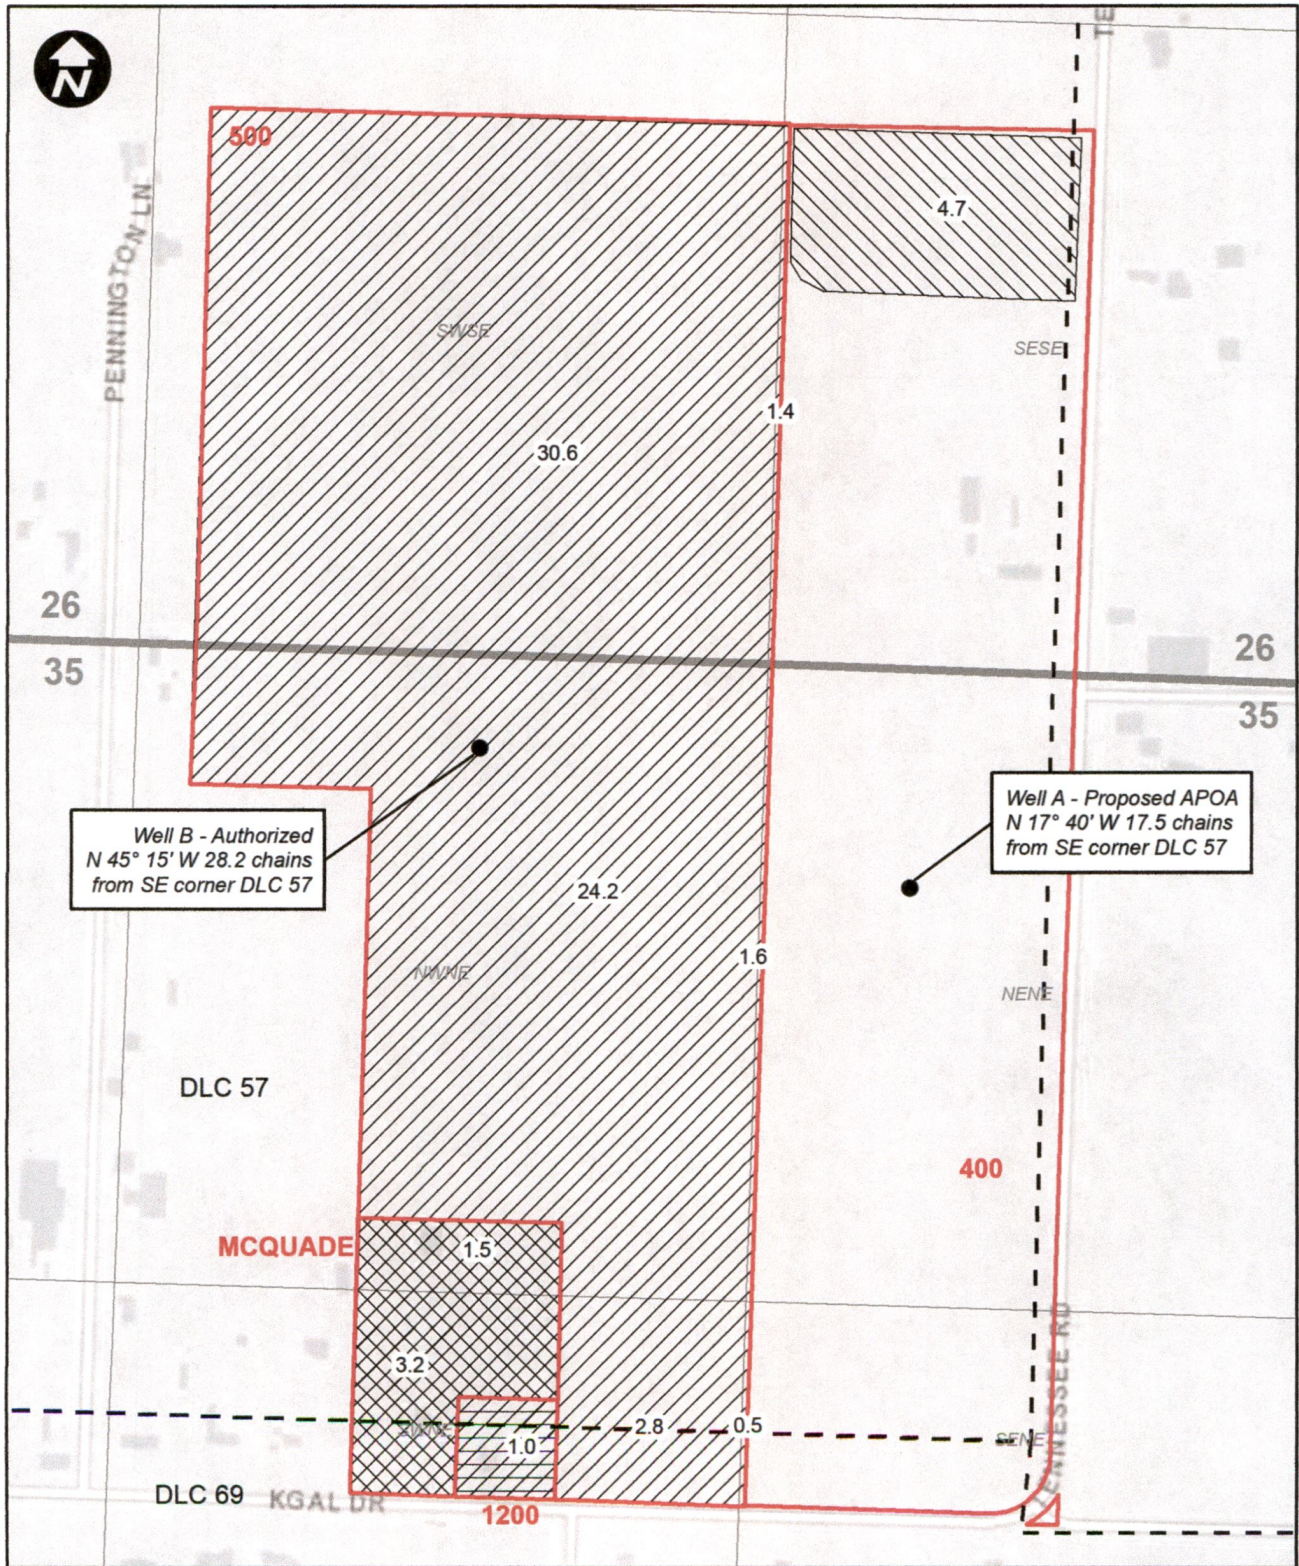 TE
N
500
PENNINGTON LN
4.7
SWSE
SESE
1.4
30.6
26
26
35
35
Well B - Authorized
N 45° 15' W 28.2 chains
from SE corner DLC 57
Well A - Proposed APOA
N 17° 40' W 17.5 chains
from SE corner DLC 57
24.2
1.6
NWNE
NENE
DLC 57
400
MCQUADE
1.5
3.2
TENNESSEE RD
SWNE
1.0
2.8
0.5
SENE
DLC 69
KGAL DR
1200